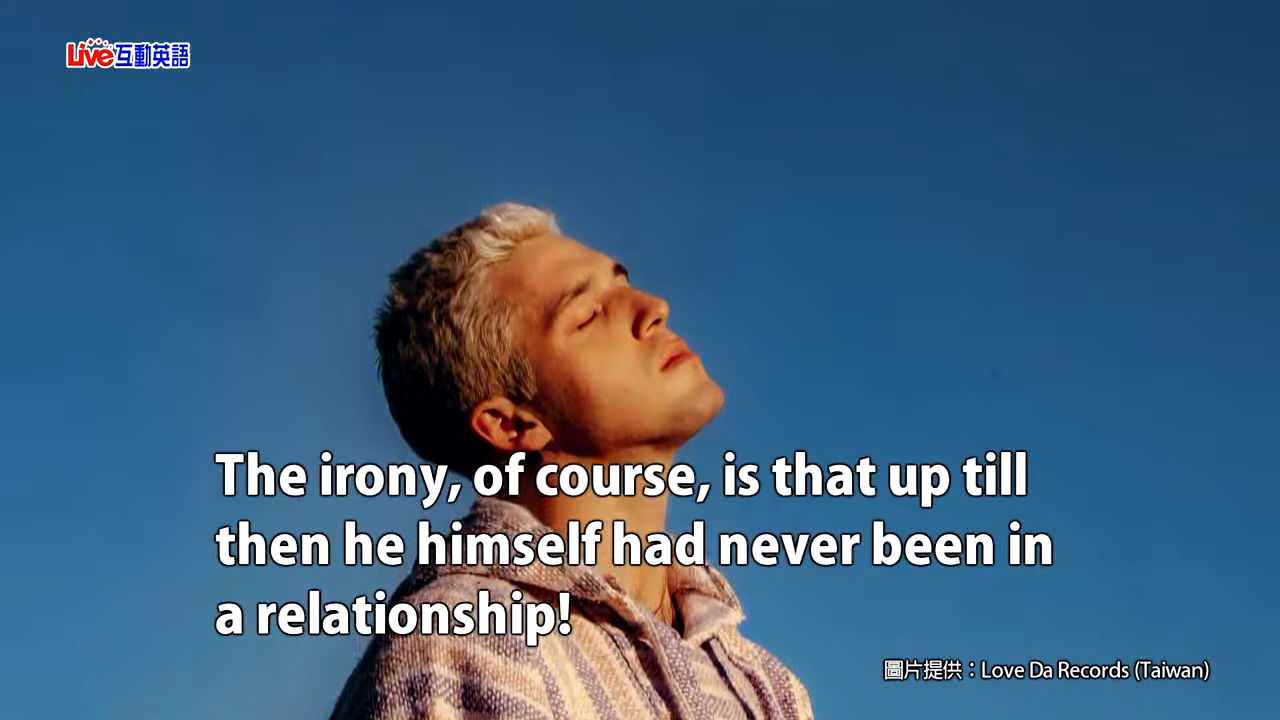 Live互動英語
The irony, of course, is that up till
then he himself had never been in
a relationship!
圖片提供：Love Da Records (Taiwan)